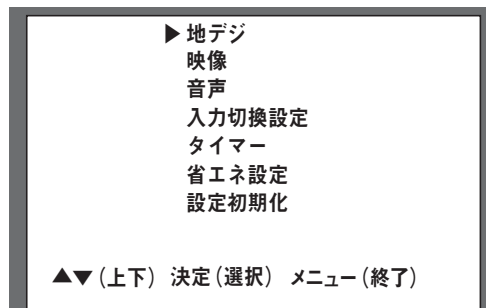 ▶ 地デジ
映像
音声
入力切換設定
タイマー
省エネ設定
設定初期化
▲▼(上下) 決定(選択) メニュー(終了)